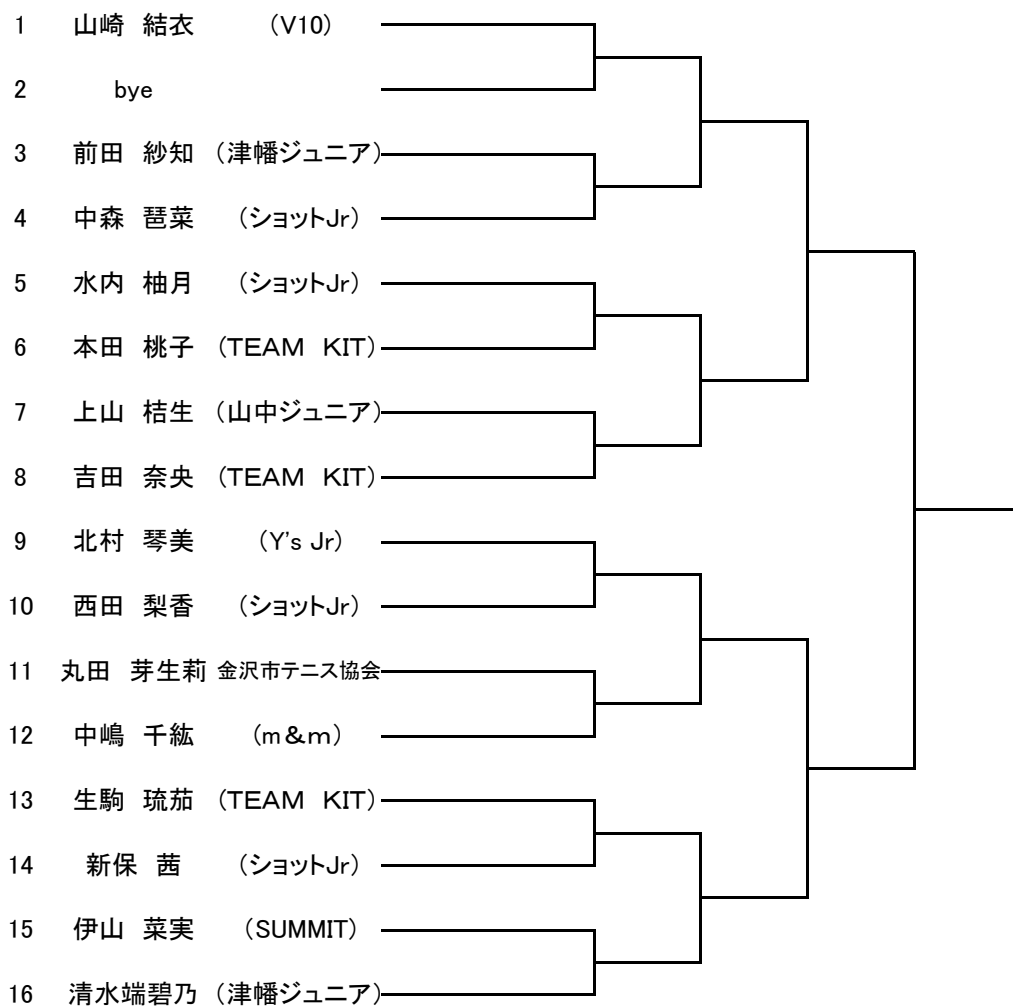 1 山崎 結衣 (V10)
2 bye
3 前田 紗知 (津幡ジュニア)
4 中森 琶菜 (ショットJr)
5 水内 柚月 (ショットJr)
6 本田 桃子 (TEAM KIT)
7 上山 桔生 (山中ジュニア)
8 吉田 奈央 (TEAM KIT)
9 北村 琴美 (Y's Jr)
10 西田 梨香 (ショットJr)
11 丸田 芽生莉 金沢市テニス協会
12 中嶋 千紘 (m&m)
13 生駒 琉茄 (TEAM KIT)
14 新保 茜 (ショットJr)
15 伊山 菜実 (SUMMIT)
16 清水端碧乃 (津幡ジュニア)